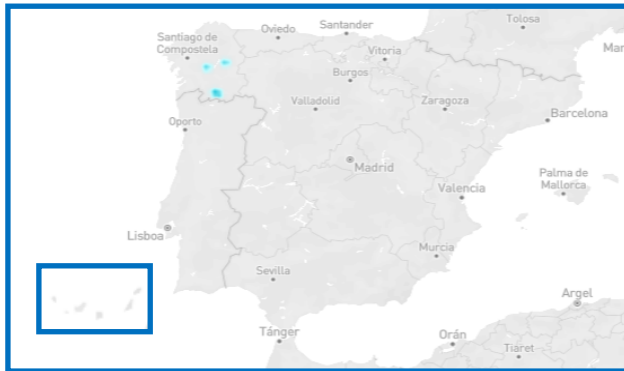 Tolosa
Santander
Oviedo
Santiago de
Compostela
Vitoria
Mar
Burgos
Valladolid
Zaragoza
Barcelona
Oporto
Madrid
Palma de
Mallorca
Valencia
Lisboa
Murcia
Sevilla
Argel
Tánger
Orán
Tiaret